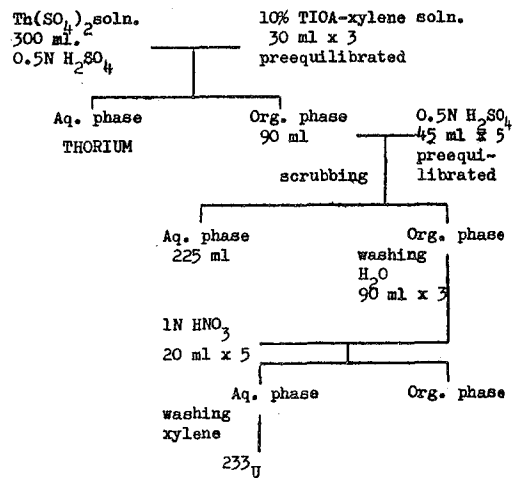 Th(SO4)2soln.
300 ml.
0.5N H2SO4
10% TIOA-xylene soln.
30 ml x 3
preequilibrated
Aq. phase
THORIUM
Org. phase
90 ml
0.5N H2SO4
45 ml x 5
preequi-
librated
scrubbing
Aq. phase
225 ml
Org. phase
washing
H2O
90 ml x 3
1N HNO3
20 ml x 5
Aq. phase
Org. phase
washing
xylene
233U